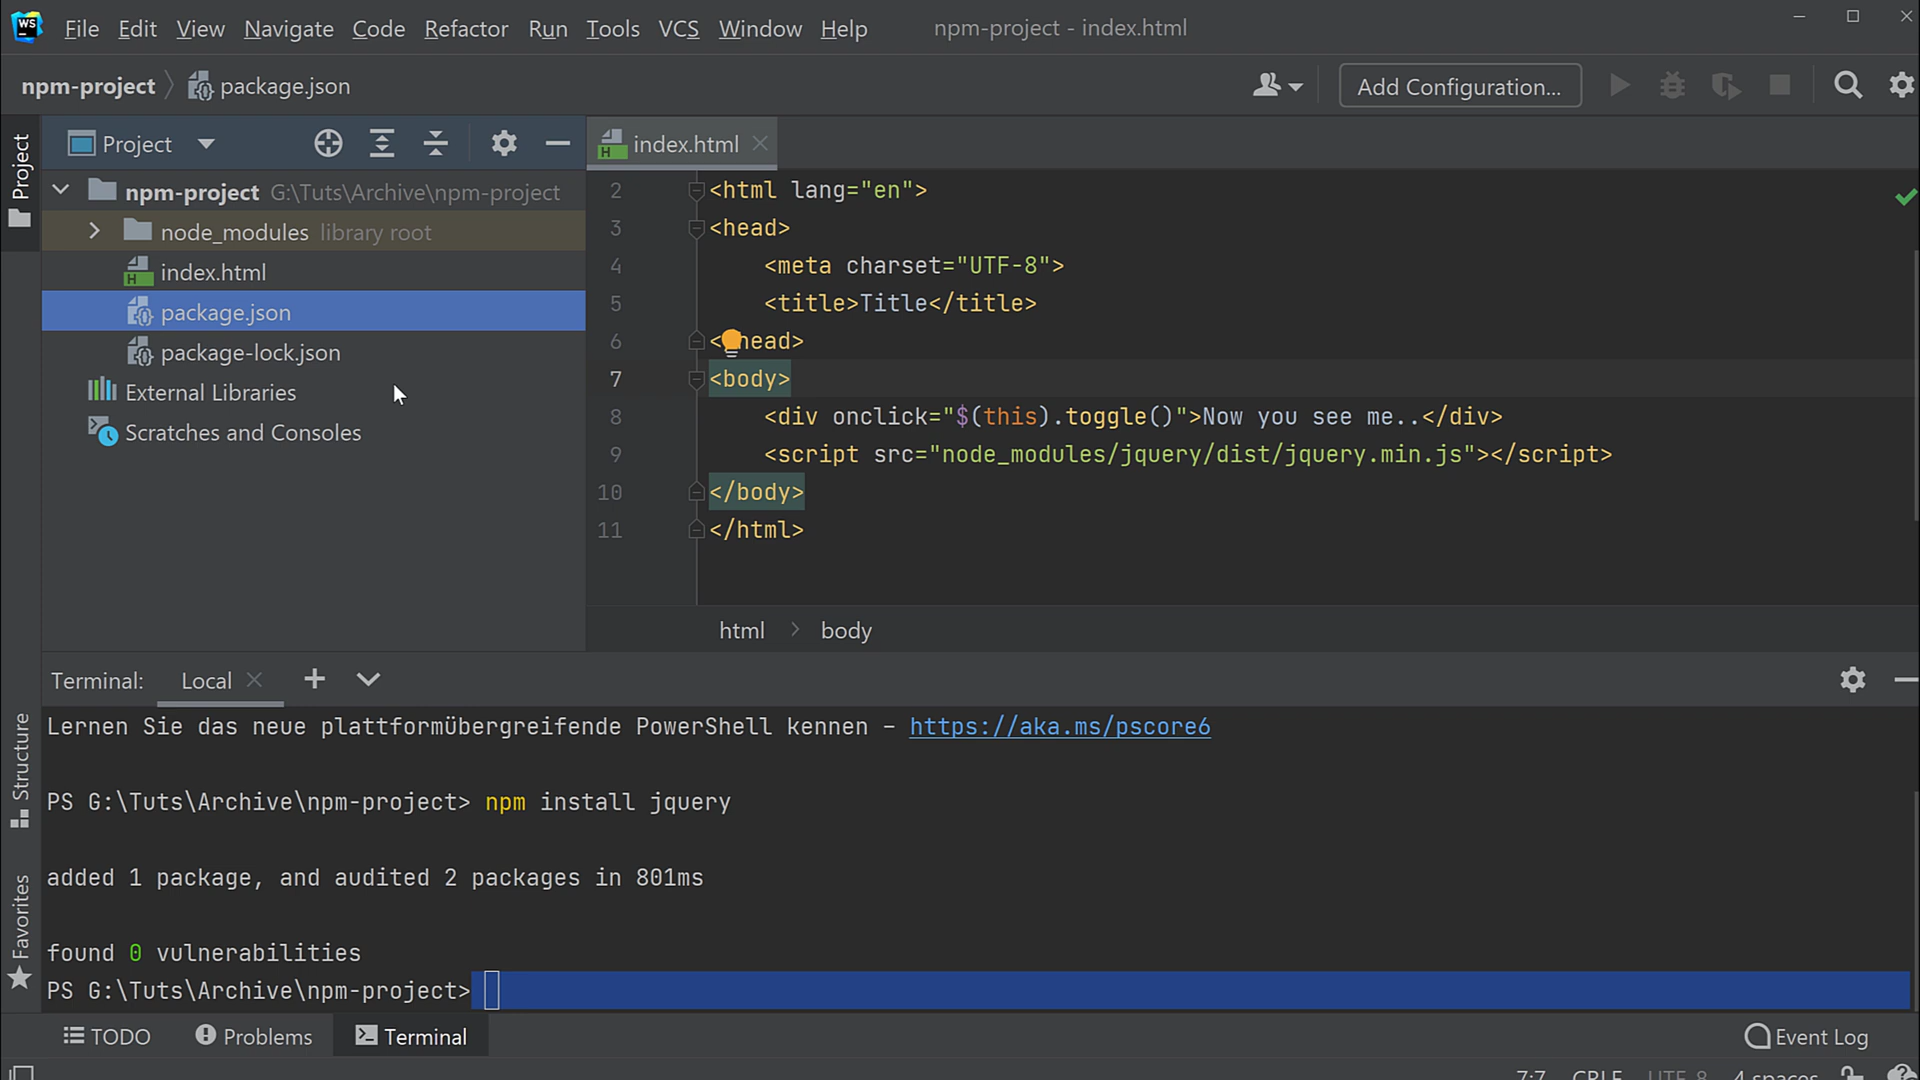 WS File Edit View Navigate Code Refactor Run Tools VCS Window Help npm-project - index.html
npm-project package.json Add Configuration...
Project
Project index.html
npm-project G:\Tuts\Archive\npm-project
node_modules library root
index.html
package.json
package-lock.json
External Libraries
Scratches and Consoles
2 <html lang="en">
3 <head>
4 <meta charset="UTF-8">
5 <title>Title</title>
6 < head>
7 <body>
8 <div onclick="$(this).toggle()">Now you see me..</div>
9 <script src="node_modules/jquery/dist/jquery.min.js"></script>
10 </body>
11 </html>
html body
Terminal: Local
Structure
Favorites
Lernen Sie das neue plattformübergreifende PowerShell kennen – https://aka.ms/pscore6
PS G:\Tuts\Archive\npm-project> npm install jquery
added 1 package, and audited 2 packages in 801ms
found 0 vulnerabilities
PS G:\Tuts\Archive\npm-project>
TODO Problems Terminal Event Log
7:7 CRLF UTF-8 4 spaces